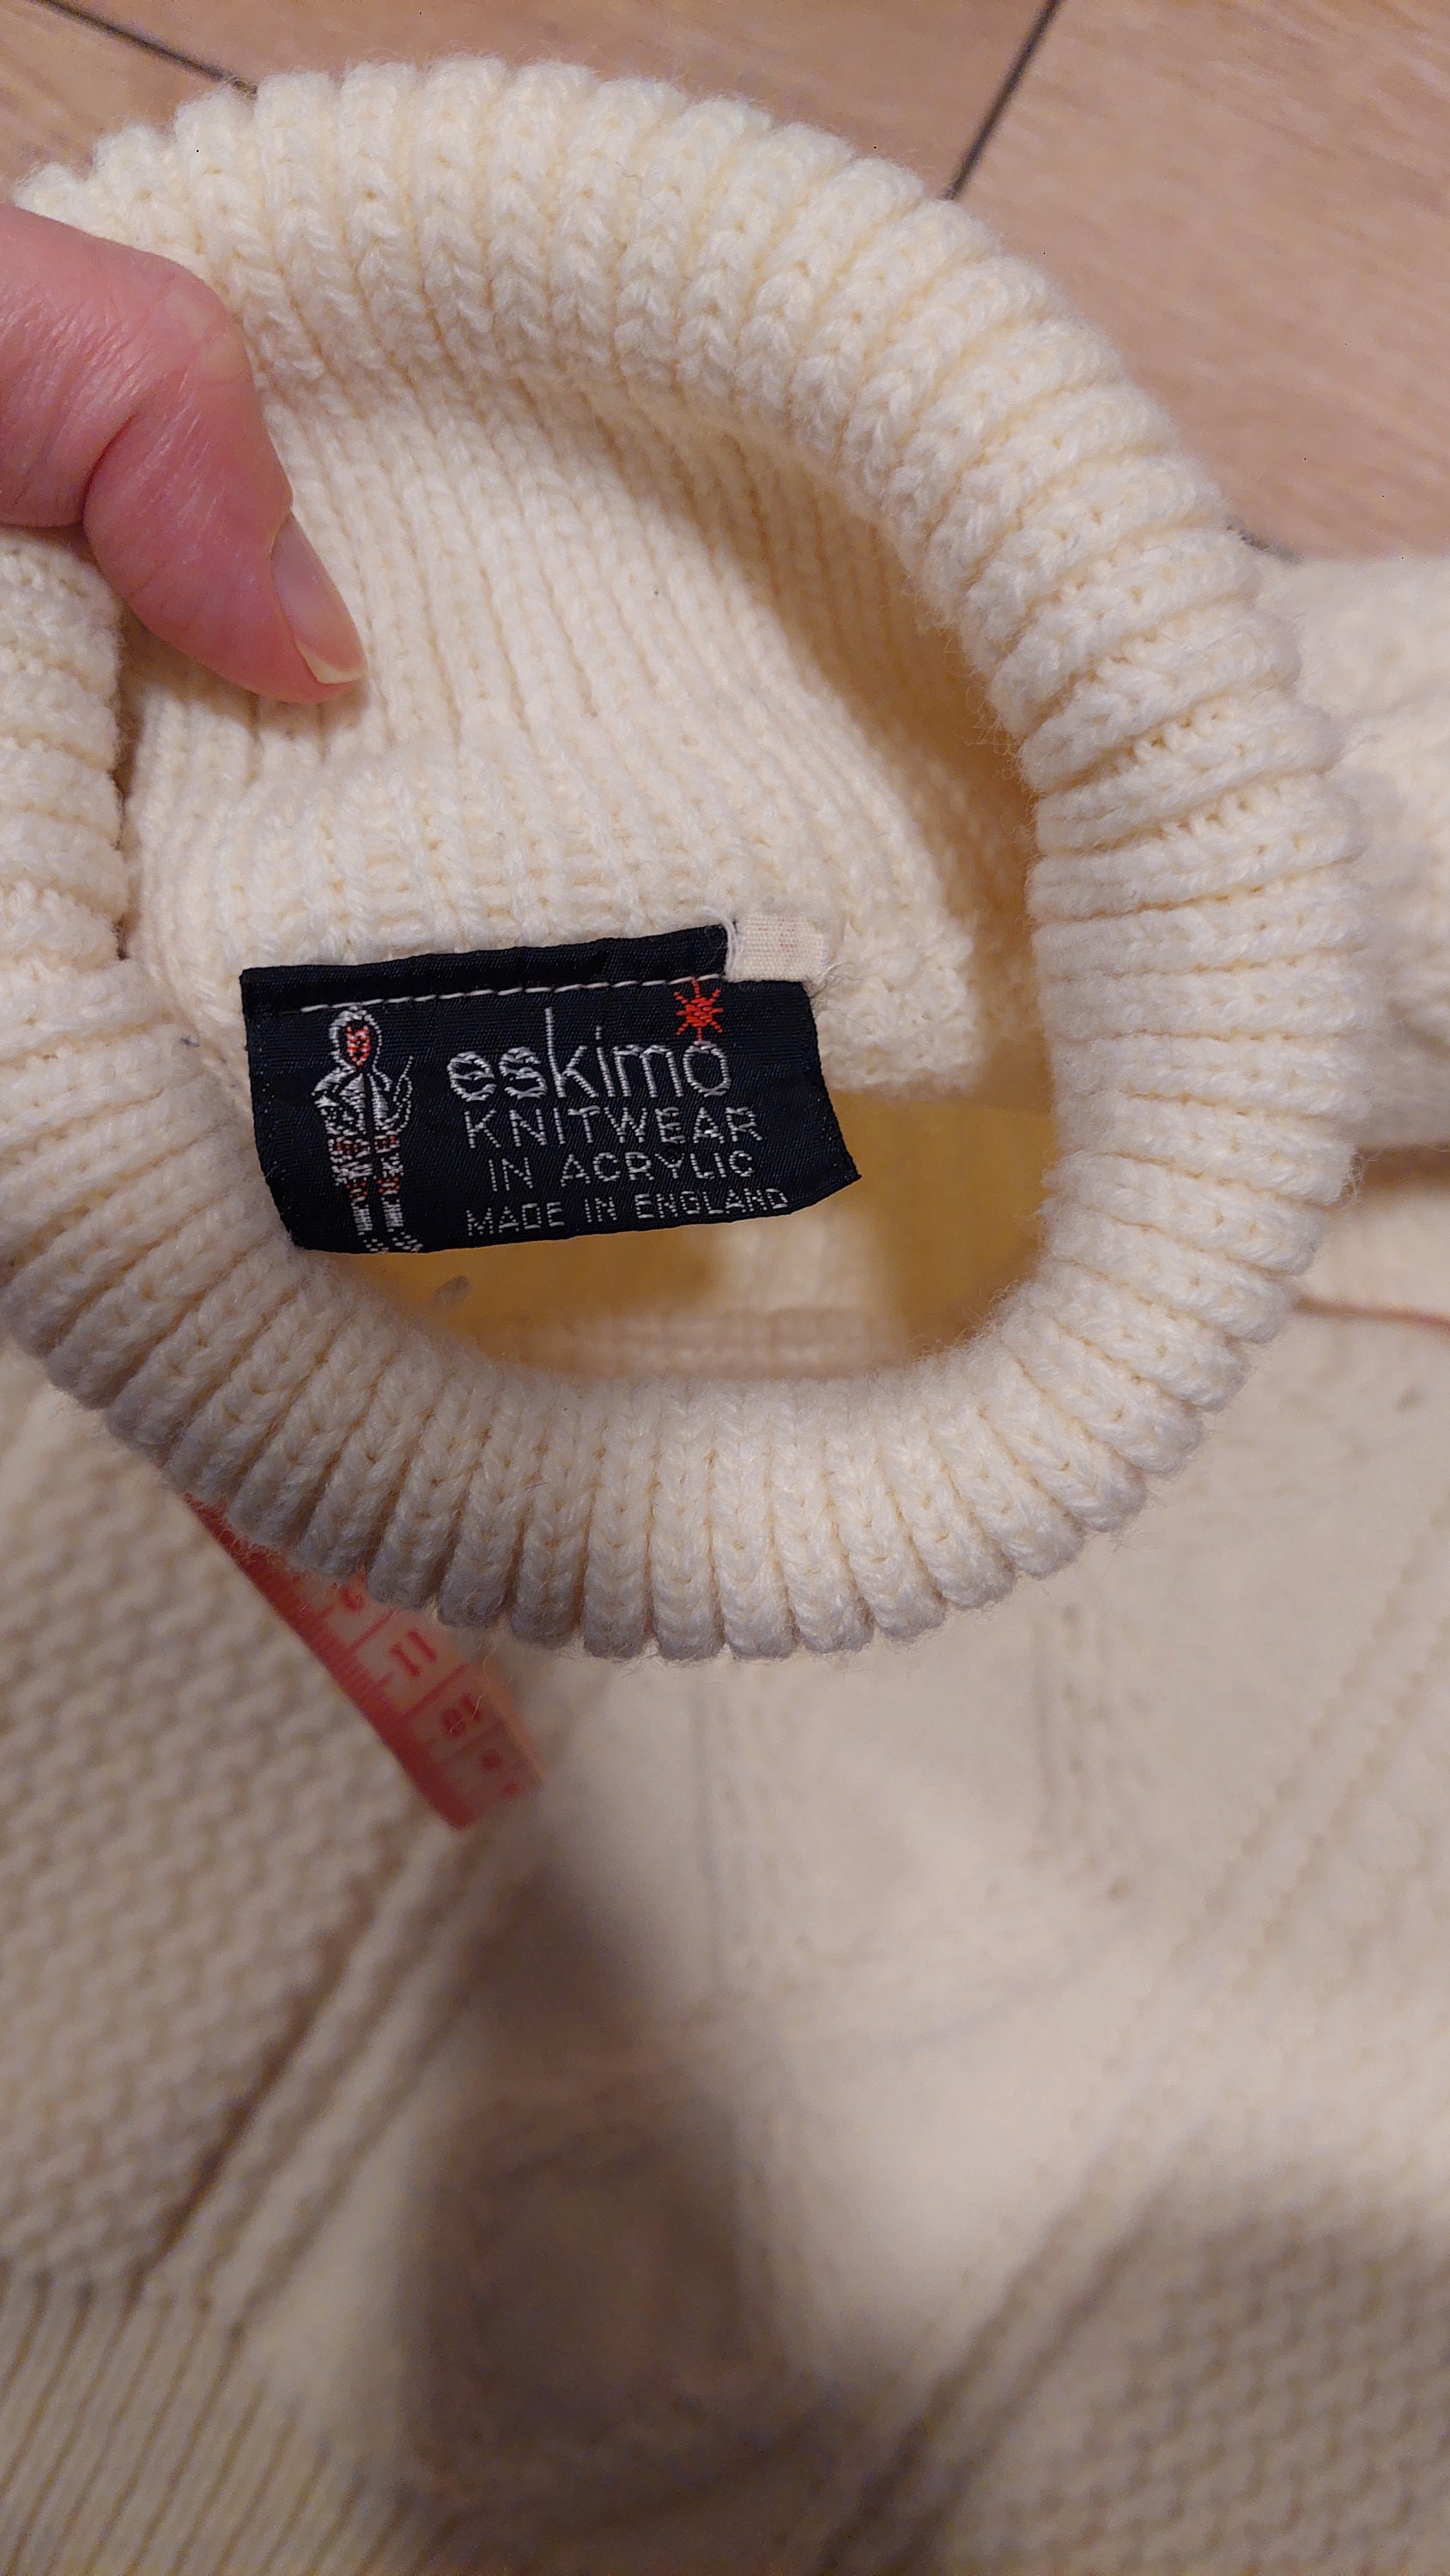 eskimo
KNITWEAR
IN ACRYLIC
MADE IN ENGLAND